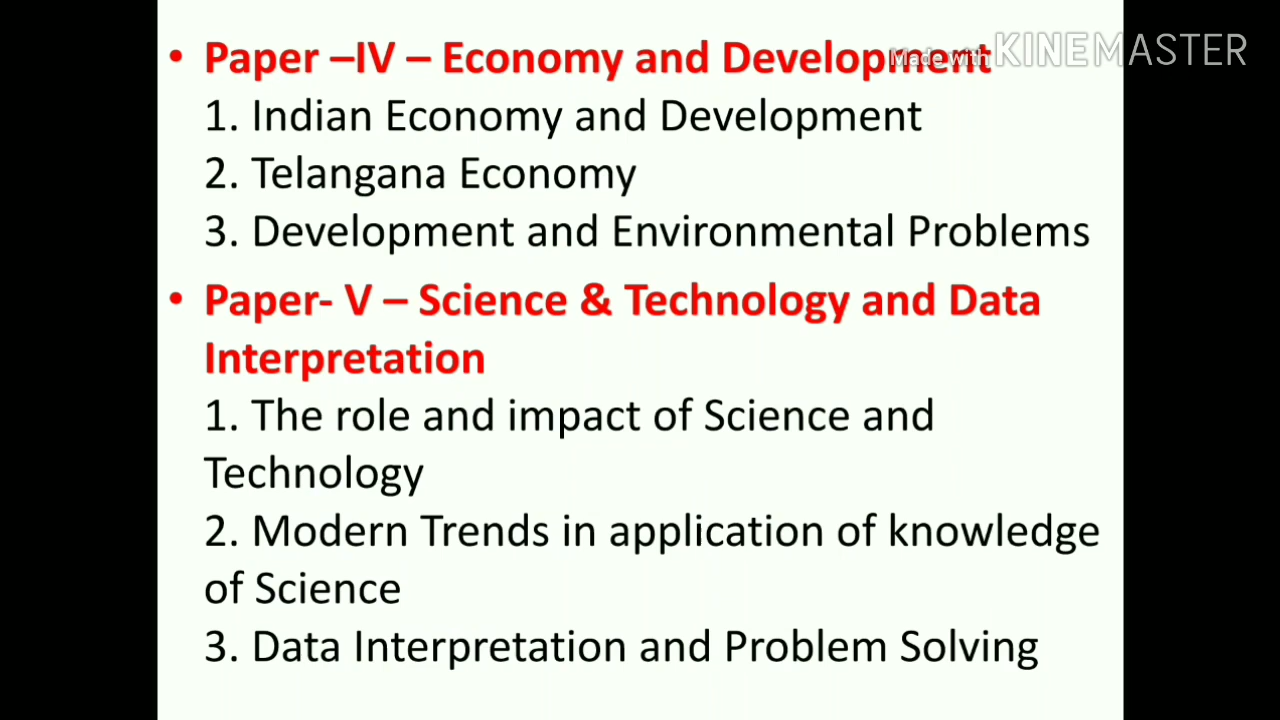 • Paper –IV – Economy and Development
Made with KINEMASTER
1. Indian Economy and Development
2. Telangana Economy
3. Development and Environmental Problems
• Paper- V – Science & Technology and Data
Interpretation
1. The role and impact of Science and
Technology
2. Modern Trends in application of knowledge
of Science
3. Data Interpretation and Problem Solving